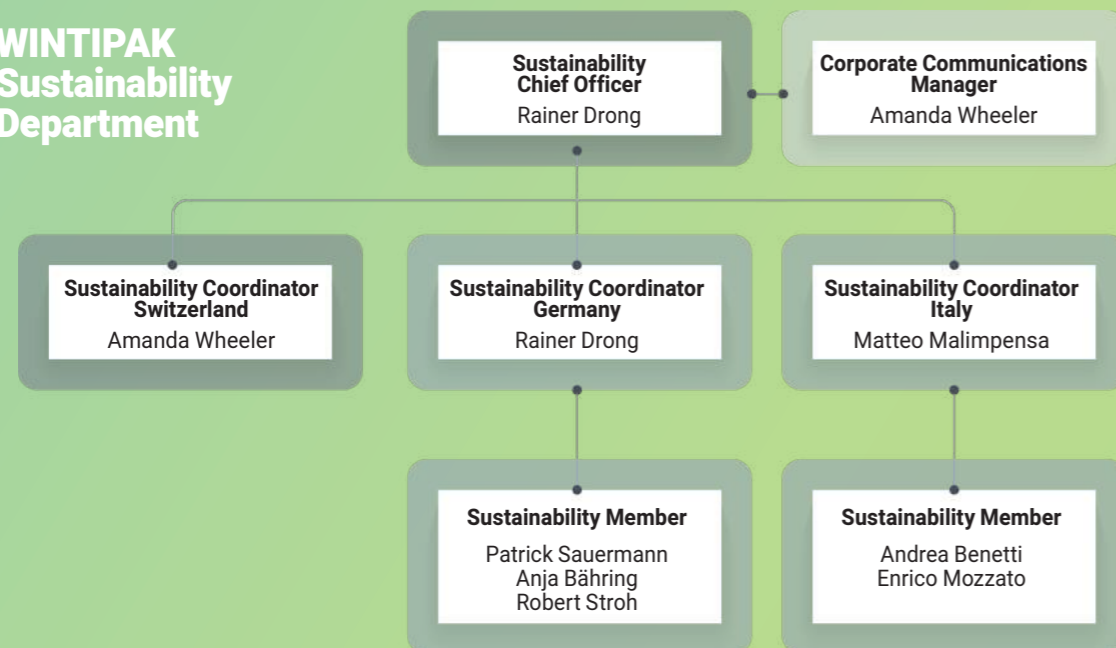 WINTIPAK
Sustainability
Department
Sustainability
Chief Officer
Rainer Drong
Corporate Communications
Manager
Amanda Wheeler
Sustainability Coordinator
Switzerland
Amanda Wheeler
Sustainability Coordinator
Germany
Rainer Drong
Sustainability Coordinator
Italy
Matteo Malimpensa
Sustainability Member
Patrick Sauermann
Anja Bähring
Robert Stroh
Sustainability Member
Andrea Benetti
Enrico Mozzato